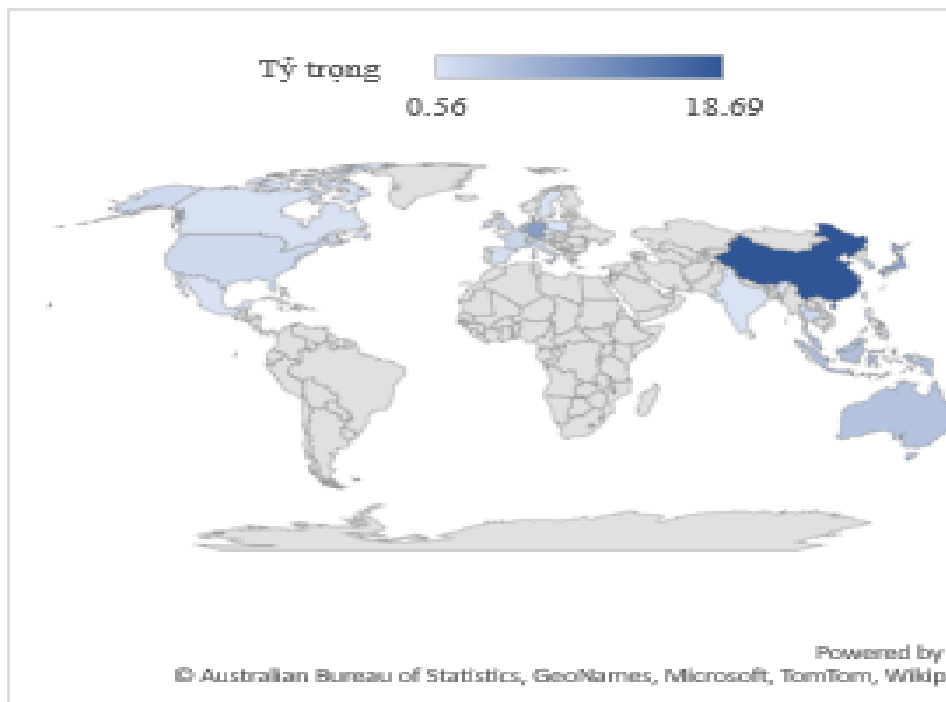 Tỷ trọng
0.56 18.69
Powered by
© Australian Bureau of Statistics, GeoNames, Microsoft, TomTom, Wikip